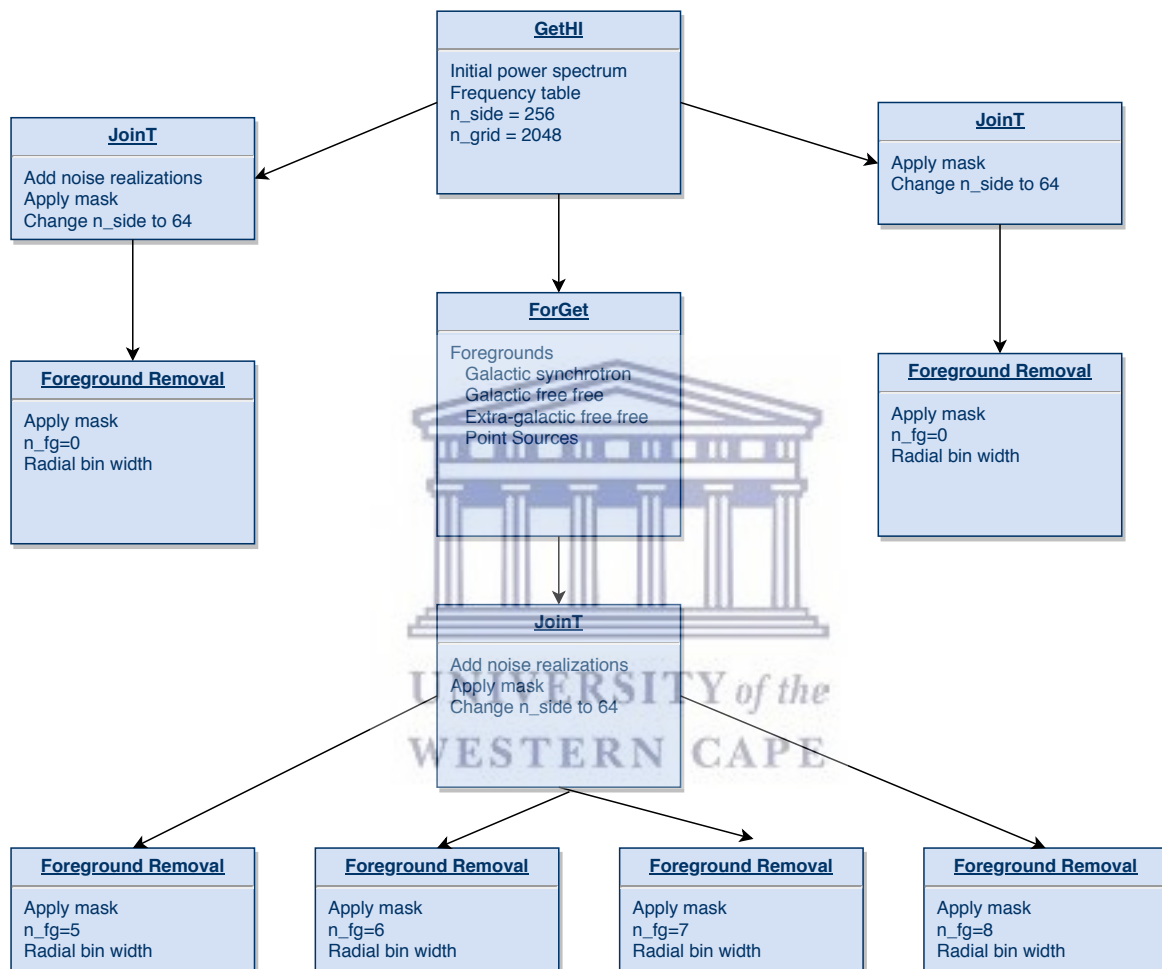 GetHI
Initial power spectrum
Frequency table
n_side = 256
n_grid = 2048
JoinT
Add noise realizations
Apply mask
Change n_side to 64
JoinT
Apply mask
Change n_side to 64
ForGet
Foregrounds
Galactic synchrotron
Galactic free free
Extra-galactic free free
Point Sources
Foreground Removal
Apply mask
n_fg=0
Radial bin width
Foreground Removal
Apply mask
n_fg=0
Radial bin width
JoinT
Add noise realizations
Apply mask
Change n_side to 64
UNIVERSITY of the
WESTERN CAPE
Foreground Removal
Apply mask
n_fg=5
Radial bin width
Foreground Removal
Apply mask
n_fg=6
Radial bin width
Foreground Removal
Apply mask
n_fg=7
Radial bin width
Foreground Removal
Apply mask
n_fg=8
Radial bin width